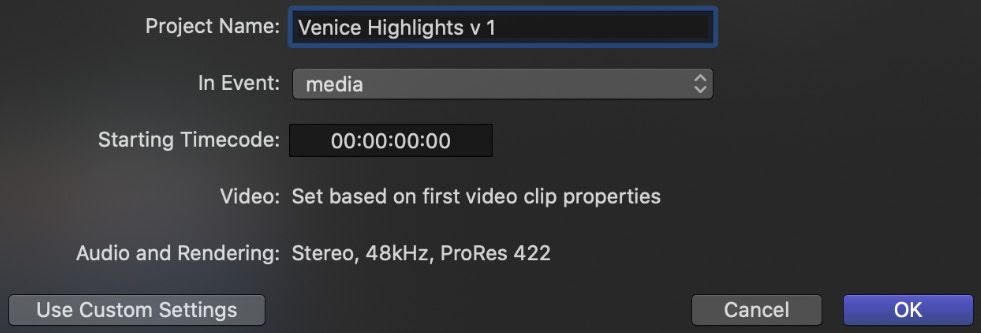 Project Name: Venice Highlights v 1
In Event: media
Starting Timecode: 00:00:00:00
Video: Set based on first video clip properties
Audio and Rendering: Stereo, 48kHz, ProRes 422
Use Custom Settings Cancel OK